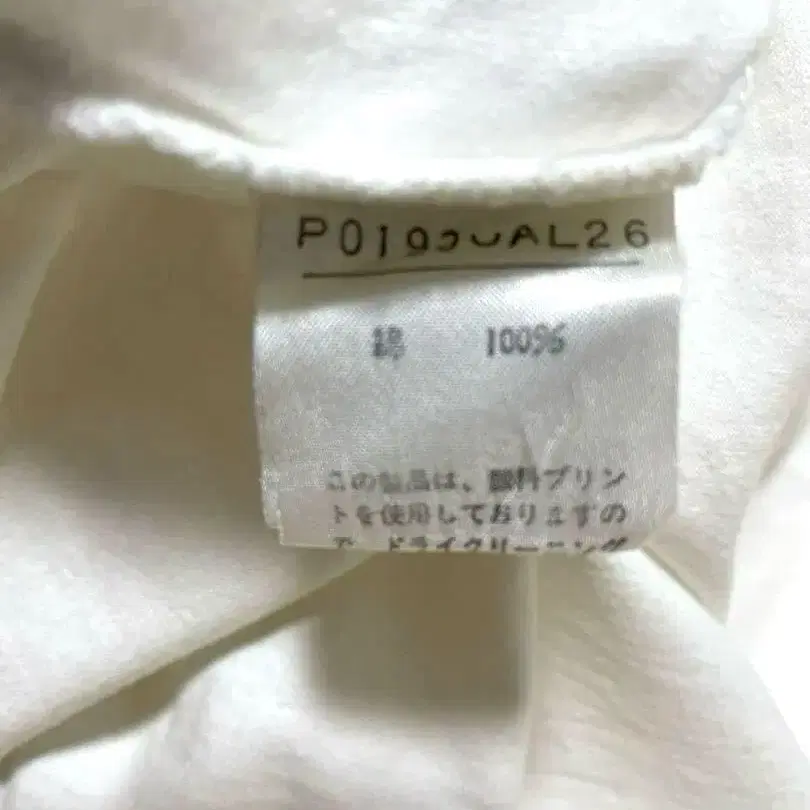 綿 100%
この製品は、顔料プリン
トを使用しておりますの
で、ドライクリーニング